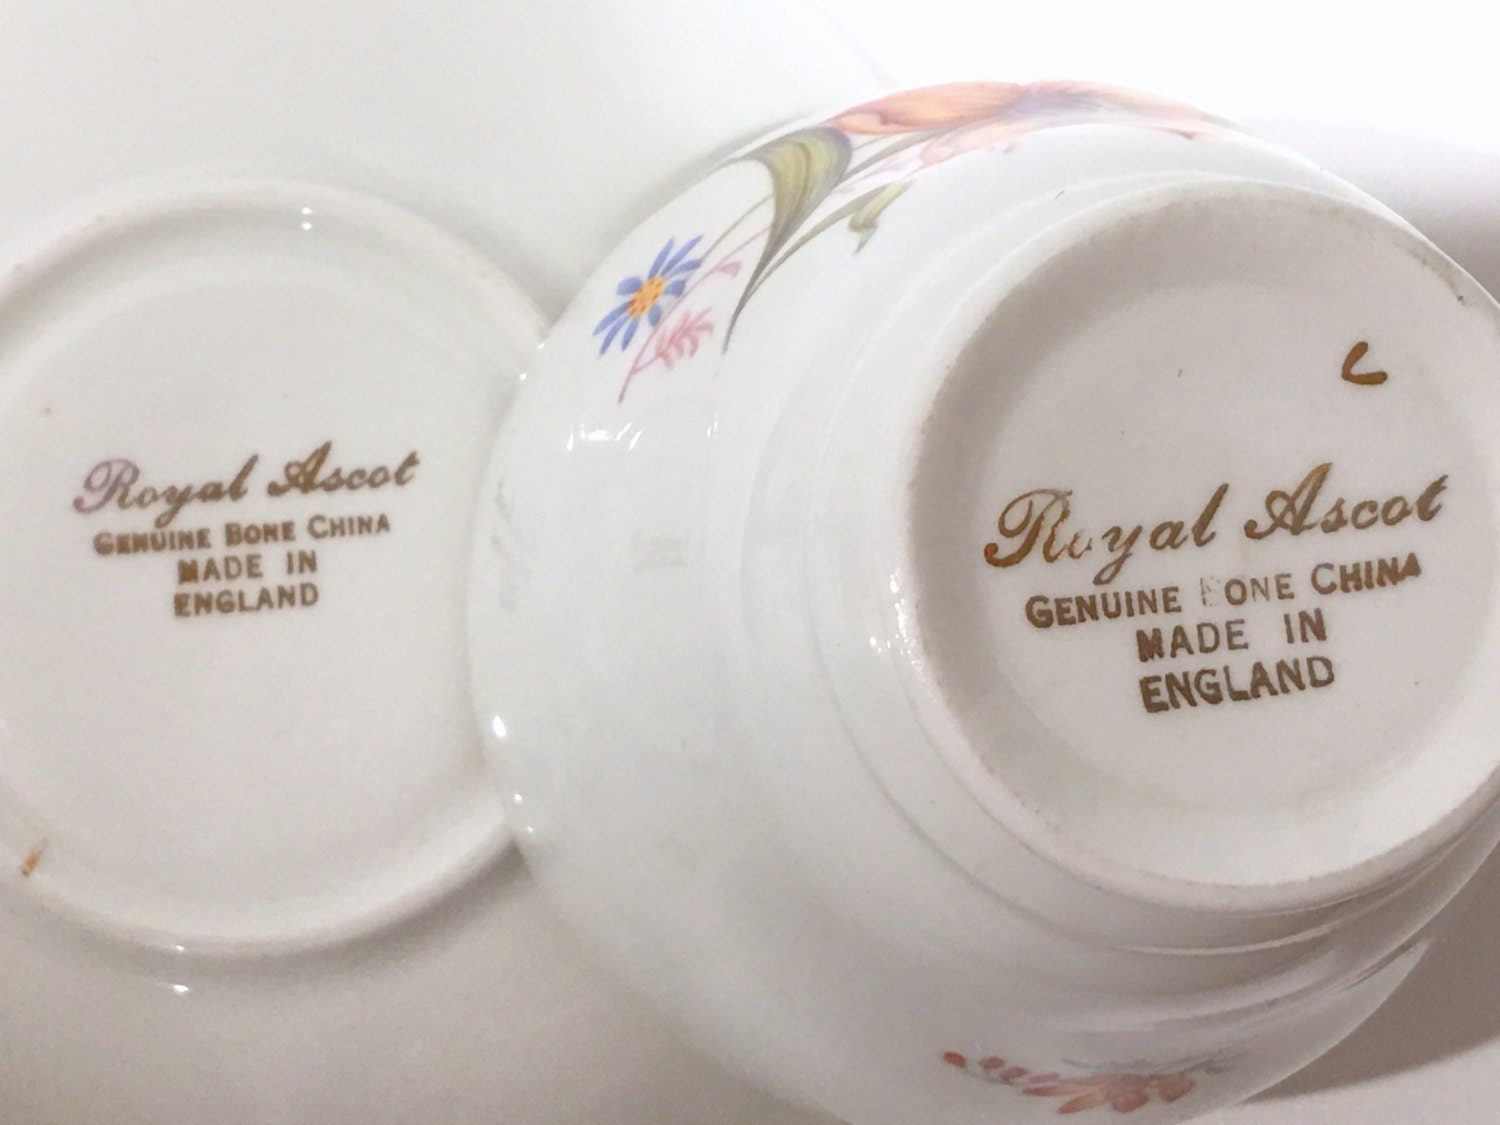 Royal Ascot
GENUINE BONE CHINA
MADE IN
ENGLAND
Royal Ascot
GENUINE BONE CHINA
MADE IN
ENGLAND